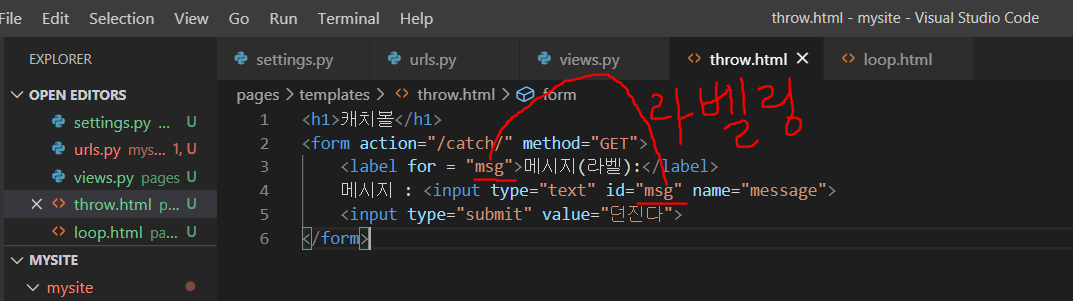 File Edit Selection View Go Run Terminal Help throw.html - mysite - Visual Studio Code
EXPLORER settings.py urls.py views.py throw.html loop.html
OPEN EDITORS pages > templates > throw.html > form
라벨링
settings.py ... U
urls.py mys... 1, U
views.py pages U
throw.html p... U
loop.html pa... U
MYSITE
mysite
1 <h1>캐치볼</h1>
2 <form action="/catch/" method="GET">
3 <label for = "msg">메시지(라벨):</label>
4 메시지 : <input type="text" id="msg" name="message">
5 <input type="submit" value="던진다">
6 </form>